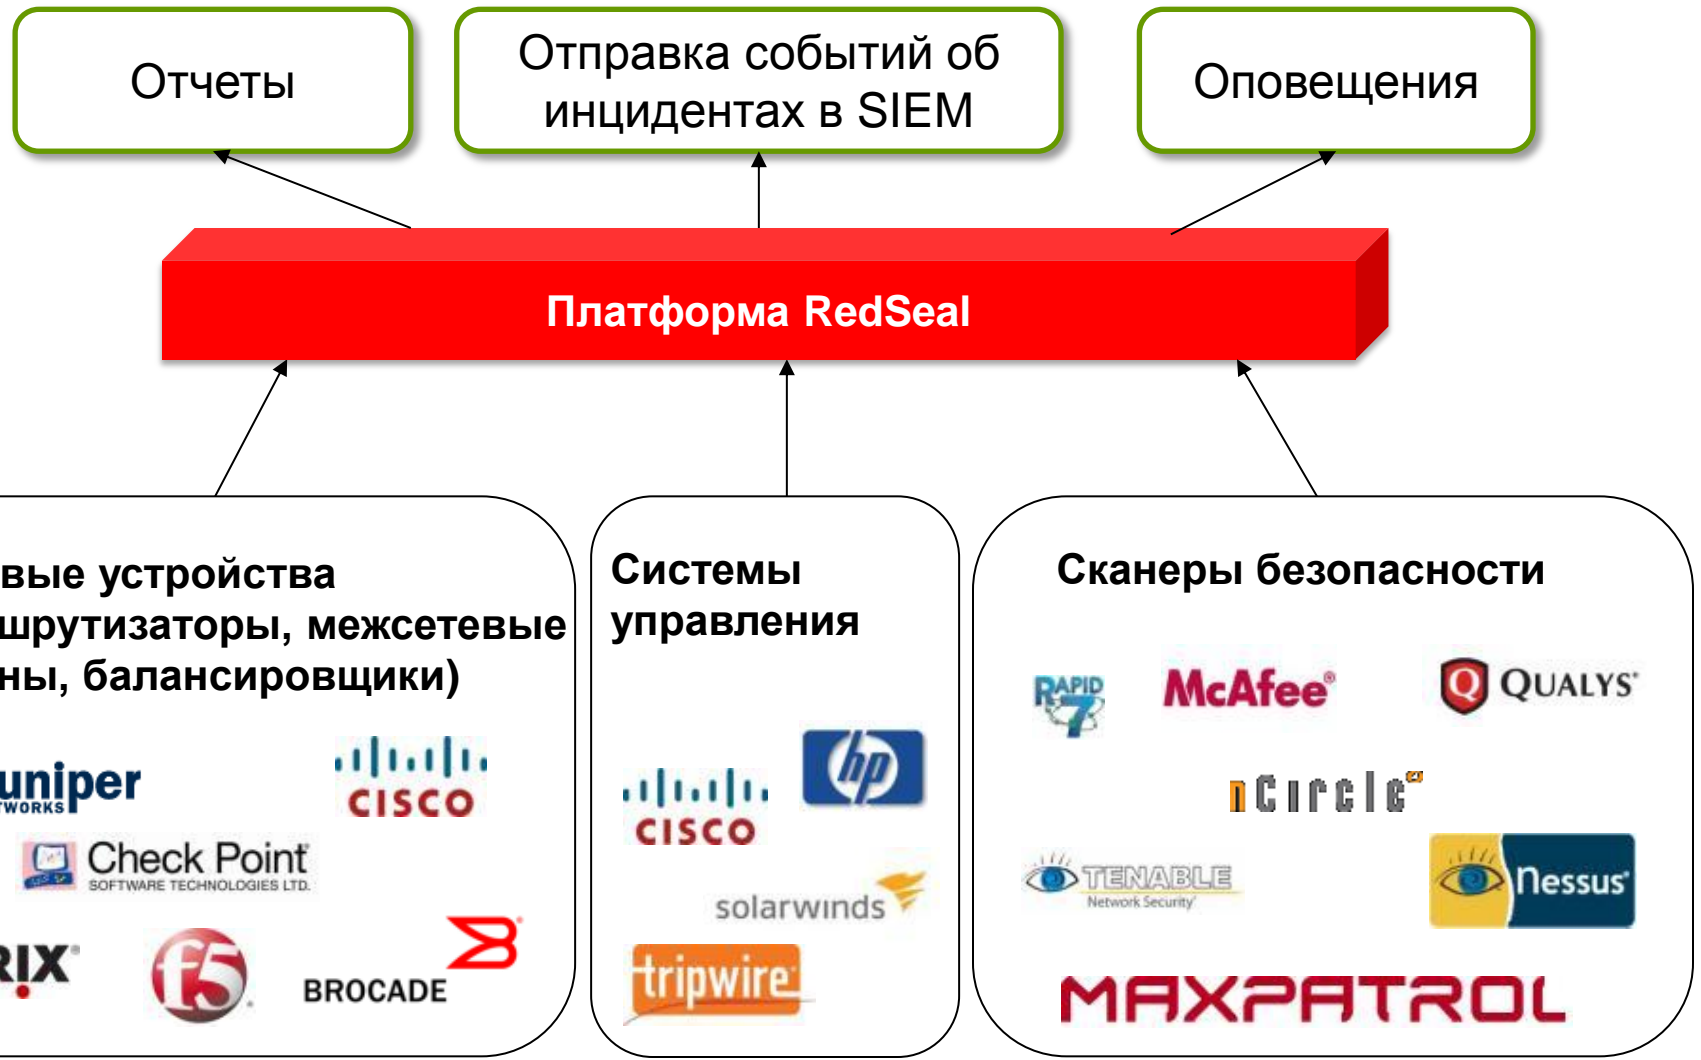 Отчеты
Отправка событий об
инцидентах в SIEM
Оповещения
Платформа RedSeal
вые устройства
шрутизаторы, межсетевые
ны, балансировщики)
uniper
TWORKS
CISCO
Check Point
SOFTWARE TECHNOLOGIES LTD.
RIX
f5
BROCADE
Системы
управления
CISCO
hp
solarwinds
tripwire
Сканеры безопасности
RAPID
7
McAfee®
QUALYS
nCircle
TENABLE
Network Security
Nessus
MAXPATROL